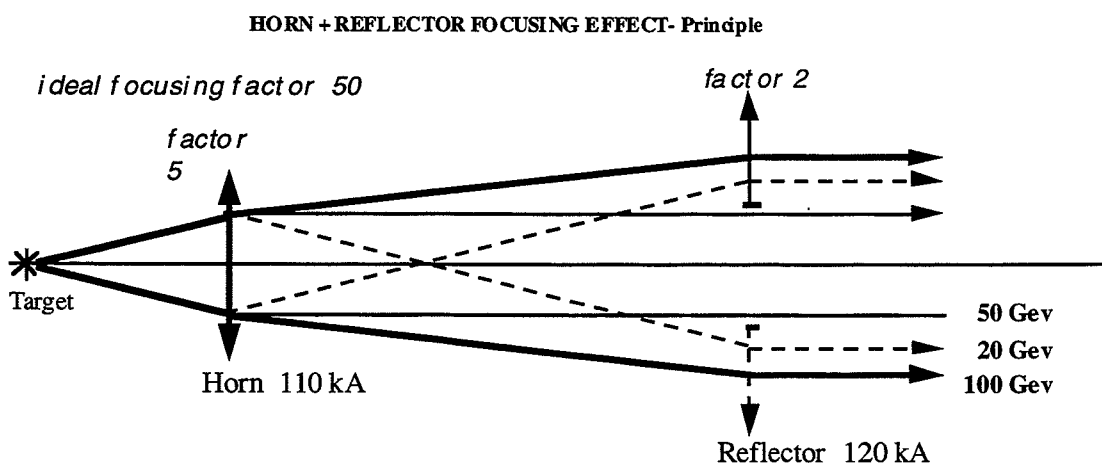 HORN + REFLECTOR FOCUSING EFFECT- Principle
ideal focusing factor 50
factor 2
factor
5
Target
50 Gev
20 Gev
100 Gev
Horn 110 kA
Reflector 120 kA